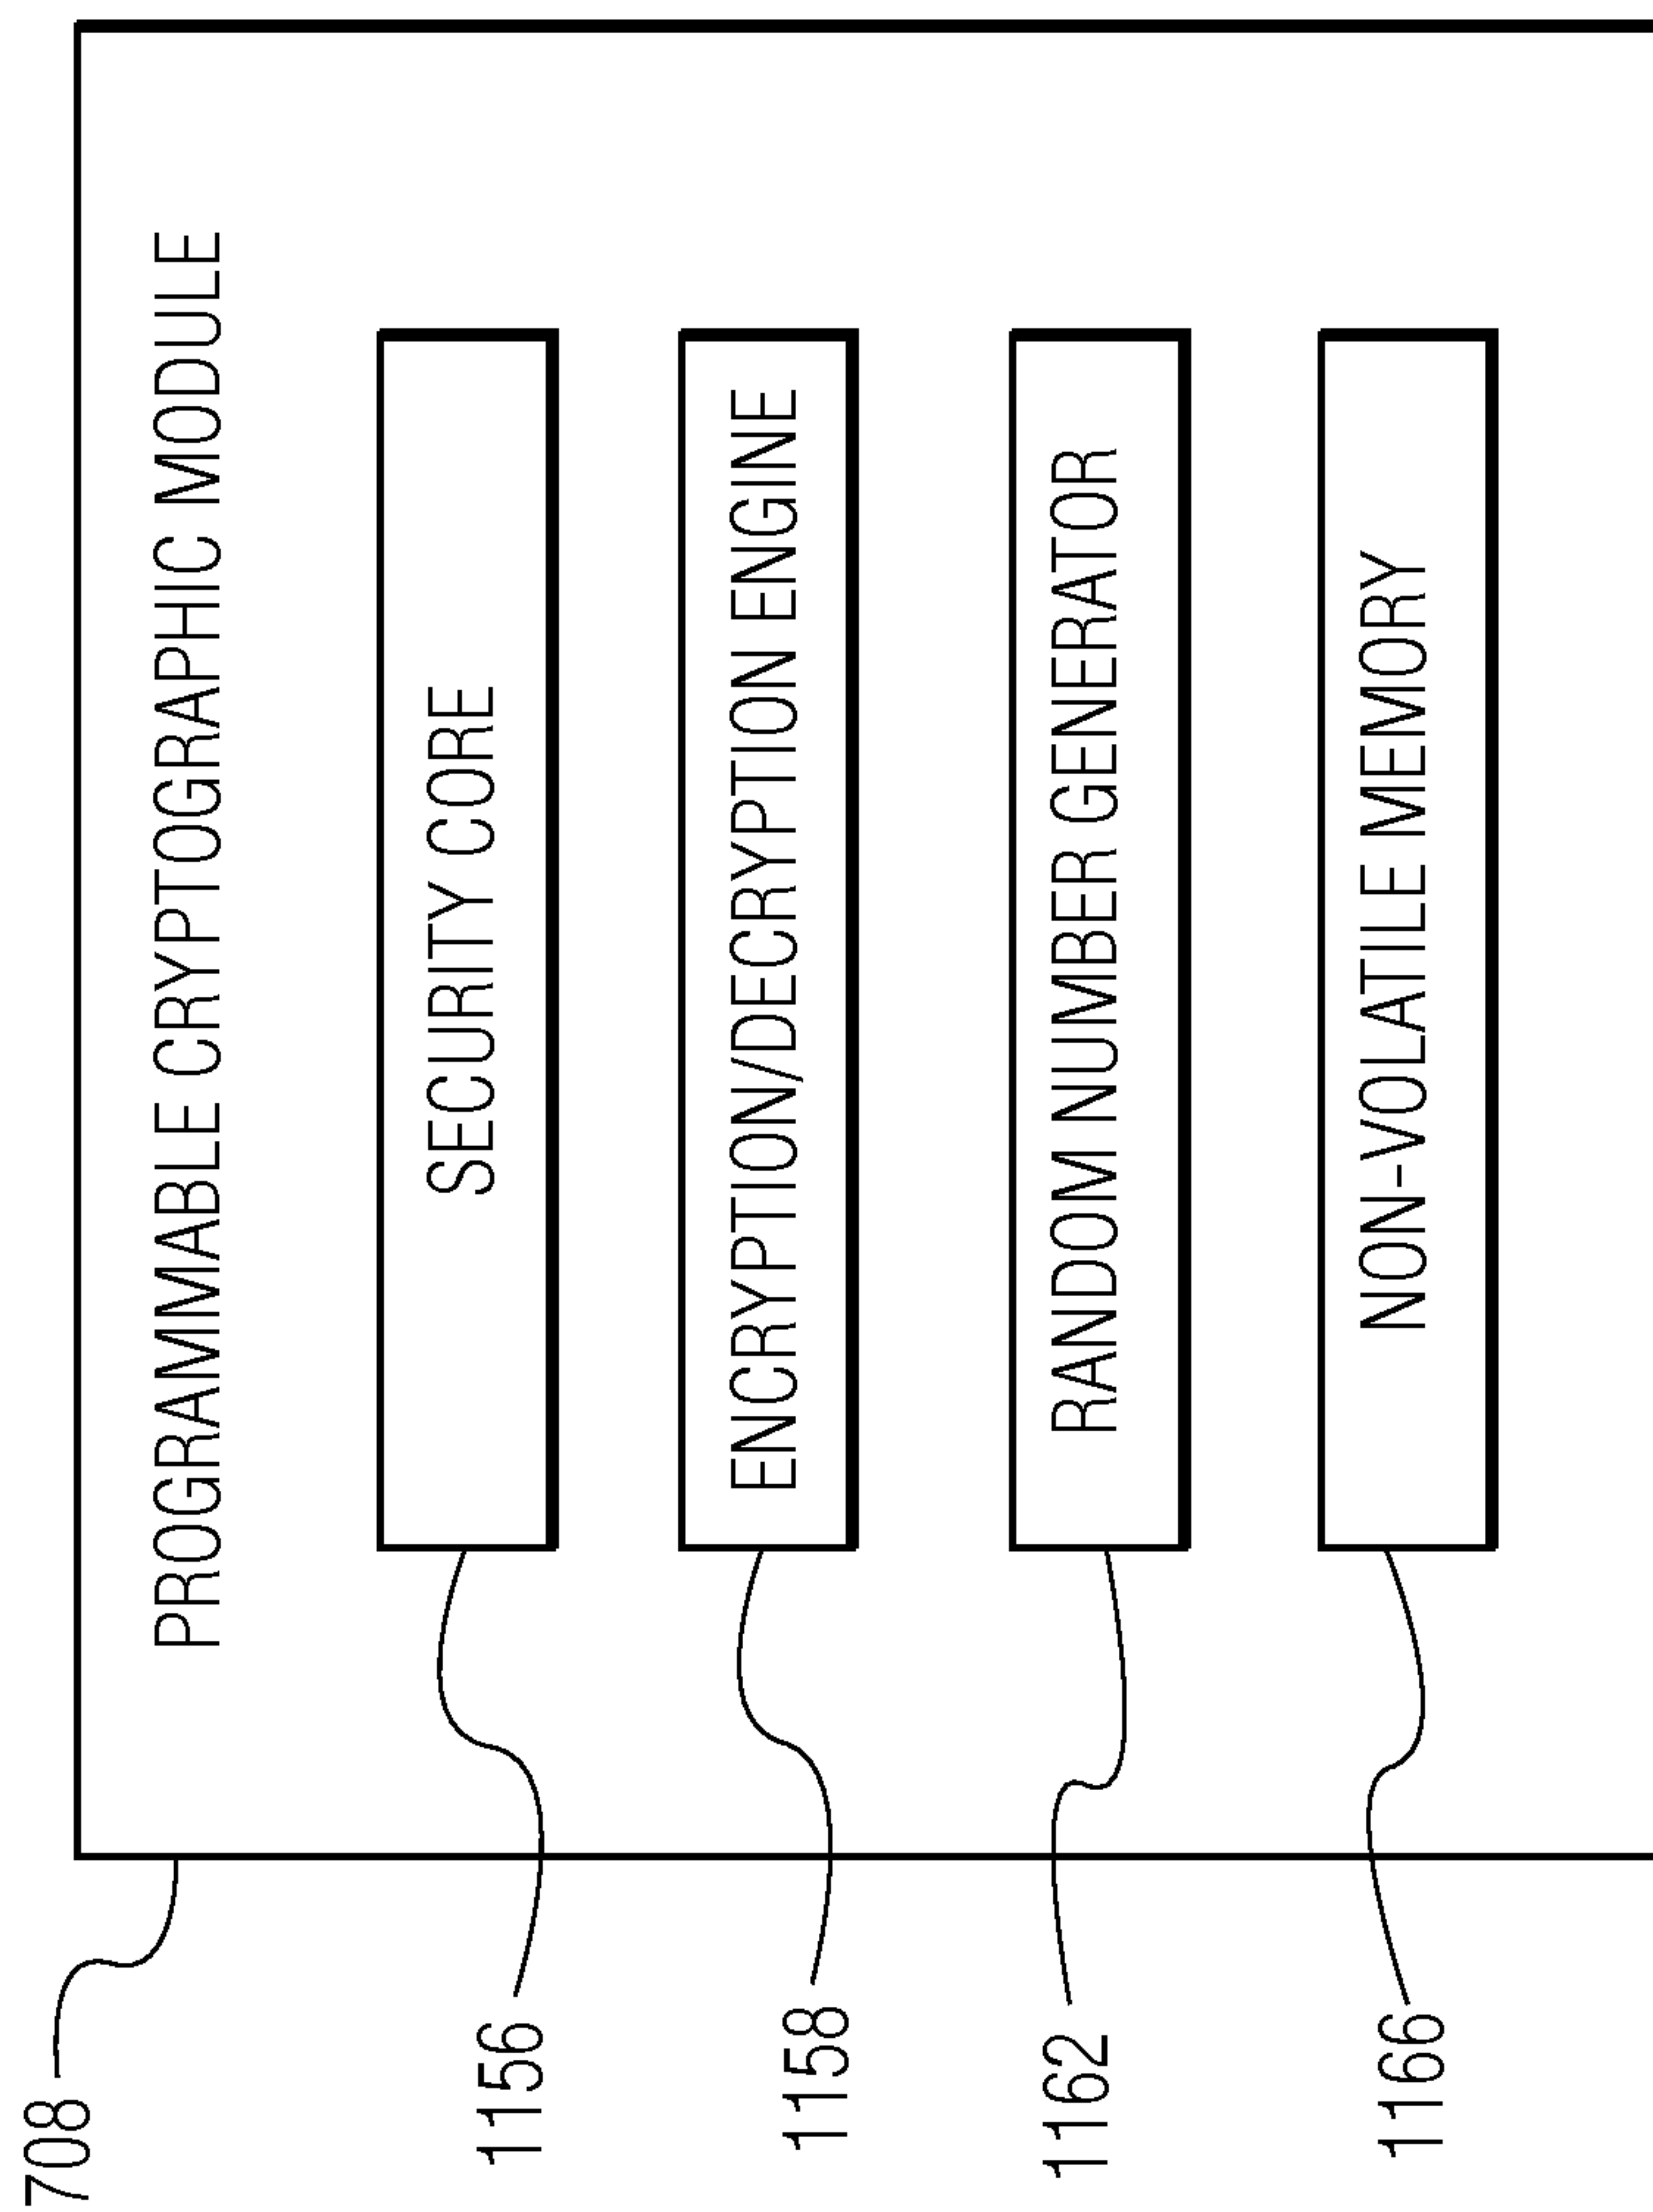 708
PROGRAMMABLE CRYPTOGRAPHIC MODULE
1156
SECURITY CORE
1158
ENCRYPTION/DECRYPTION ENGINE
1162
RANDOM NUMBER GENERATOR
1166
NON-VOLATILE MEMORY